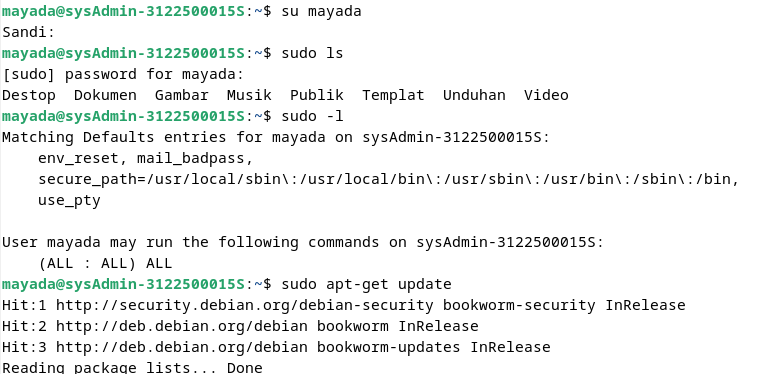 mayada@sysAdmin-3122500015S:~$ su mayada
Sandi:
mayada@sysAdmin-3122500015S:~$ sudo ls
[sudo] password for mayada:
Destop  Dokumen  Gambar  Musik  Publik  Templat  Unduhan  Video
mayada@sysAdmin-3122500015S:~$ sudo -l
Matching Defaults entries for mayada on sysAdmin-3122500015S:
    env_reset, mail_badpass,
    secure_path=/usr/local/sbin\:/usr/local/bin\:/usr/sbin\:/usr/bin\:/sbin\:/bin,
    use_pty

User mayada may run the following commands on sysAdmin-3122500015S:
    (ALL : ALL) ALL
mayada@sysAdmin-3122500015S:~$ sudo apt-get update
Hit:1 http://security.debian.org/debian-security bookworm-security InRelease
Hit:2 http://deb.debian.org/debian bookworm InRelease
Hit:3 http://deb.debian.org/debian bookworm-updates InRelease
Reading package lists... Done